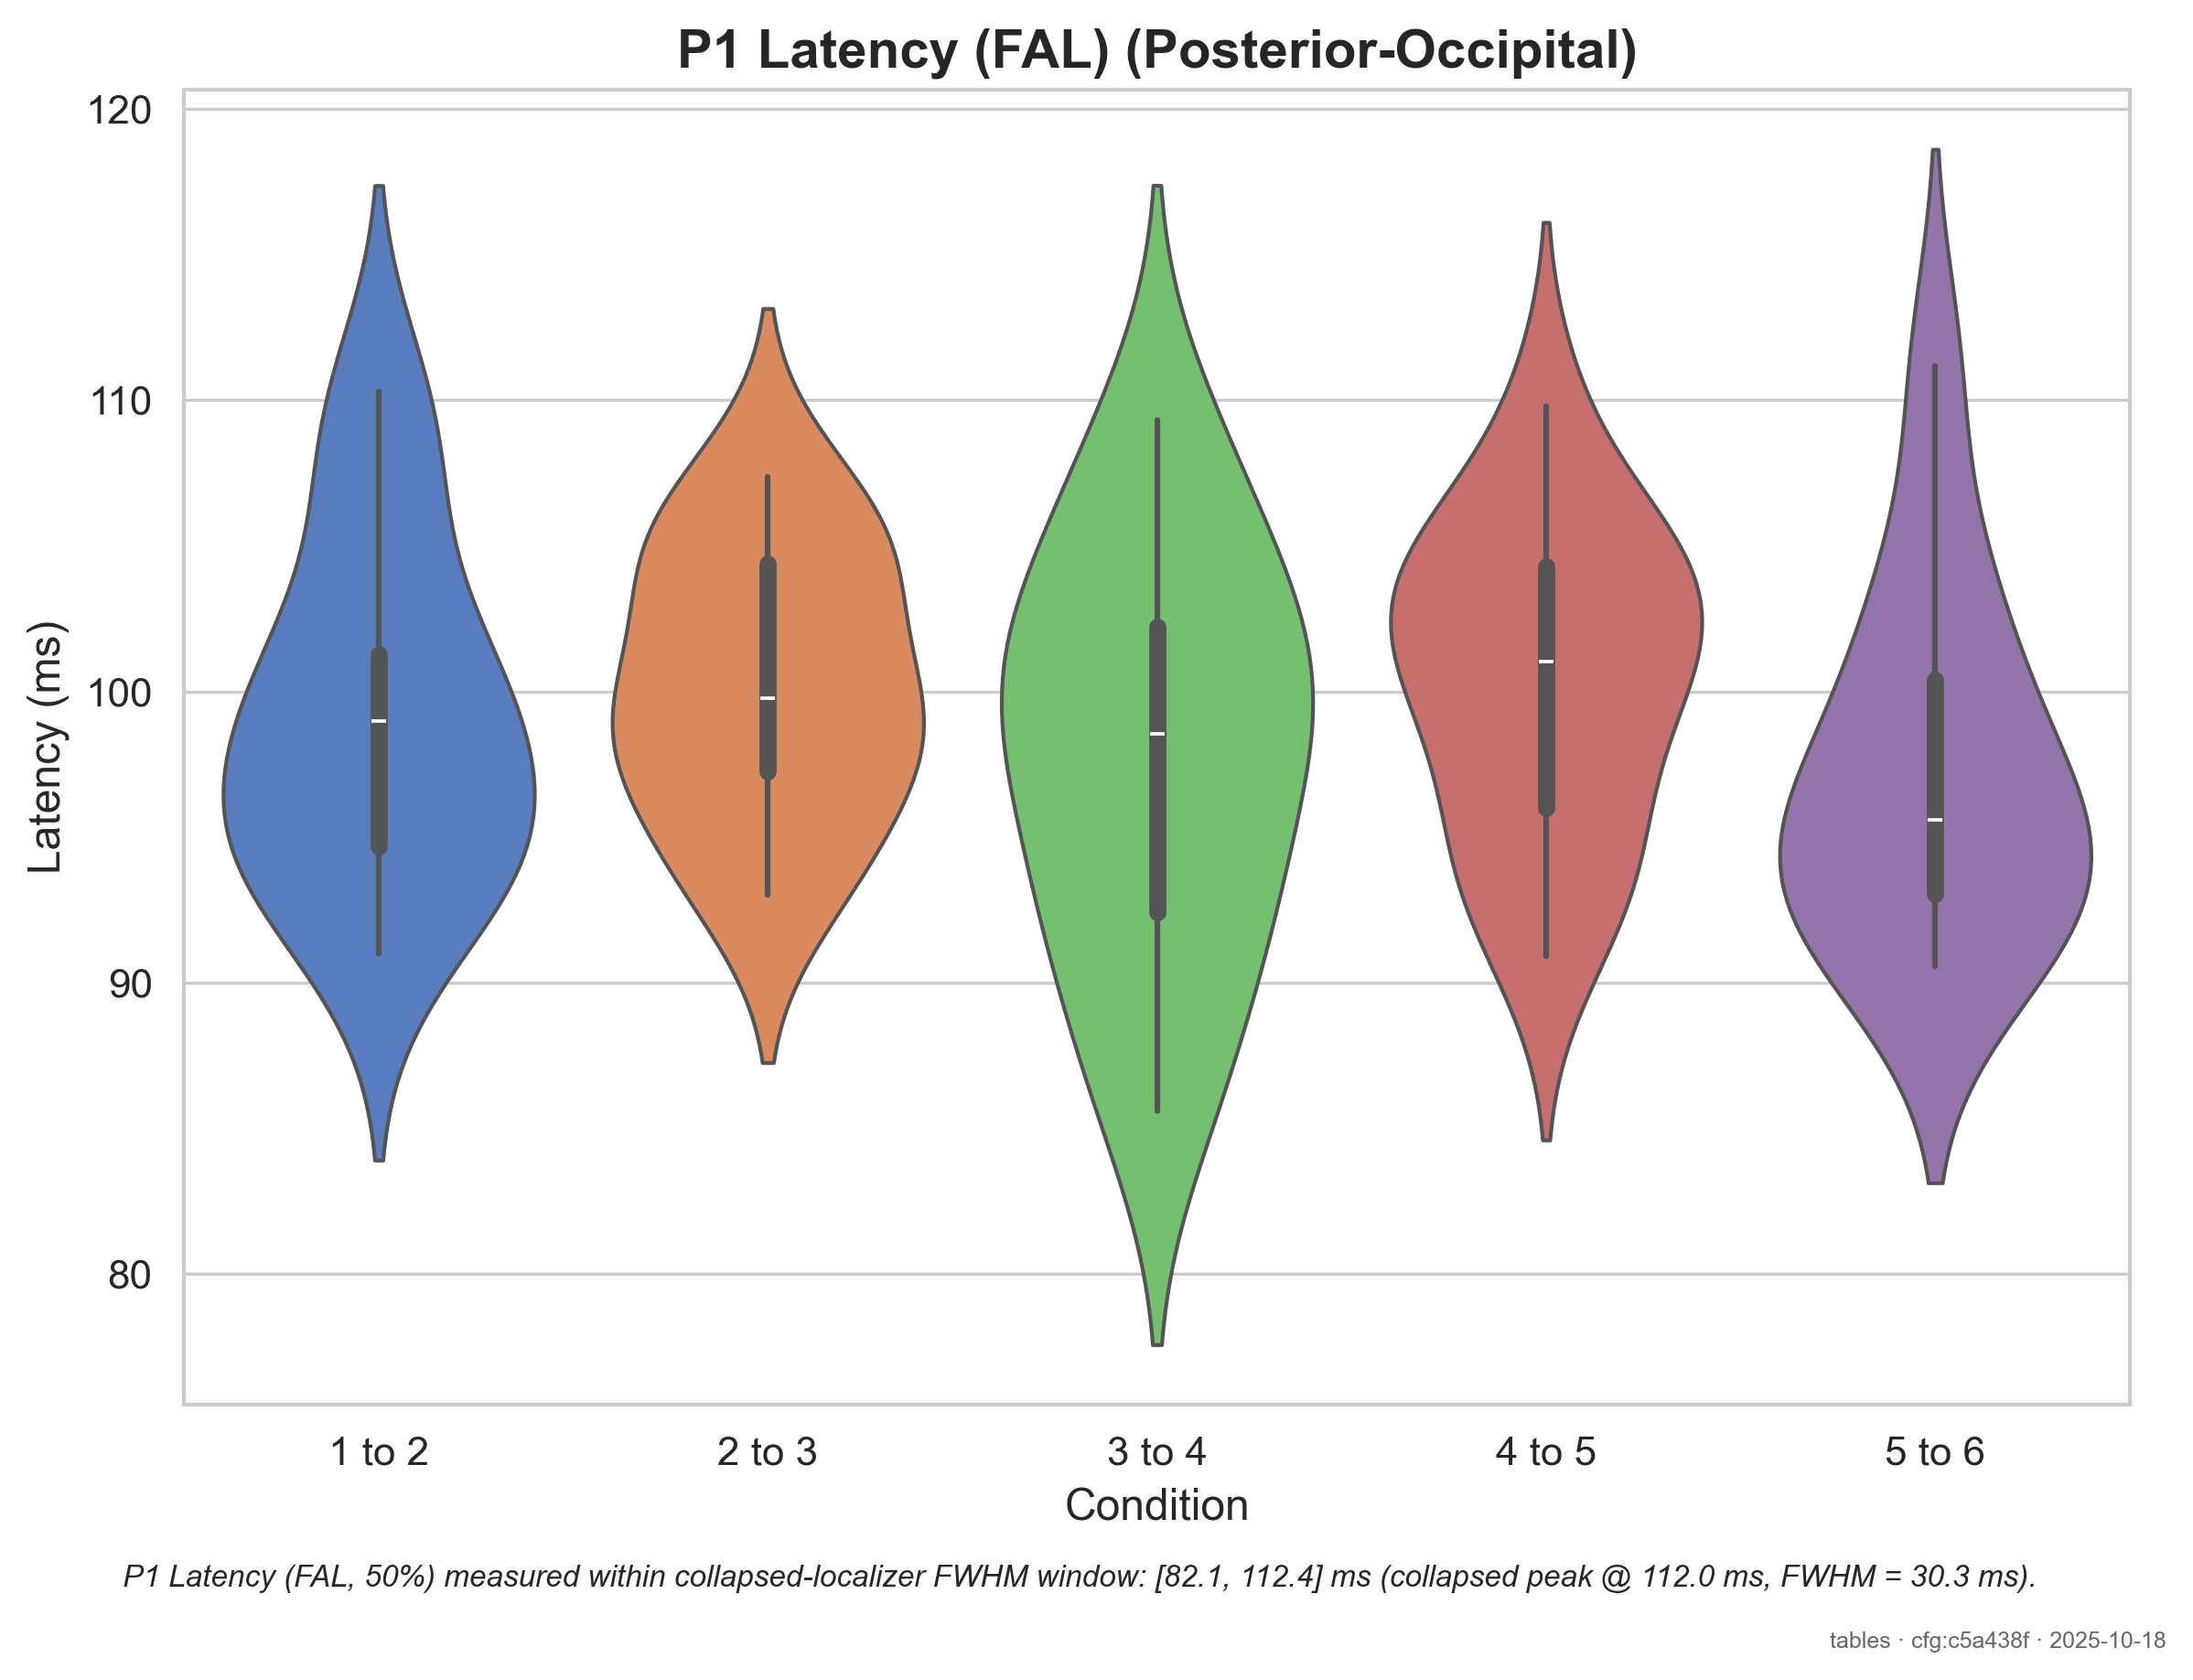 P1 Latency (FAL) (Posterior-Occipital)
Latency (ms)
120
110
100
90
80
1 to 2
2 to 3
3 to 4
4 to 5
5 to 6
Condition
P1 Latency (FAL, 50%) measured within collapsed-localizer FWHM window: [82.1, 112.4] ms (collapsed peak @ 112.0 ms, FWHM = 30.3 ms).
tables · cfg:c5a438f · 2025-10-18